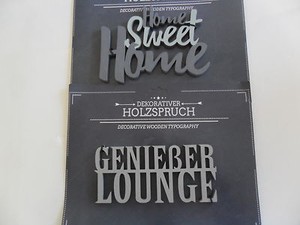 Home
Sweet
Home
DECORATIVE WOODEN TYPOGRAPHY
DEKORATIVER
HOLZSPRUCH
DECORATIVE WOODEN TYPOGRAPHY
GENIEẞER
LOUNGE